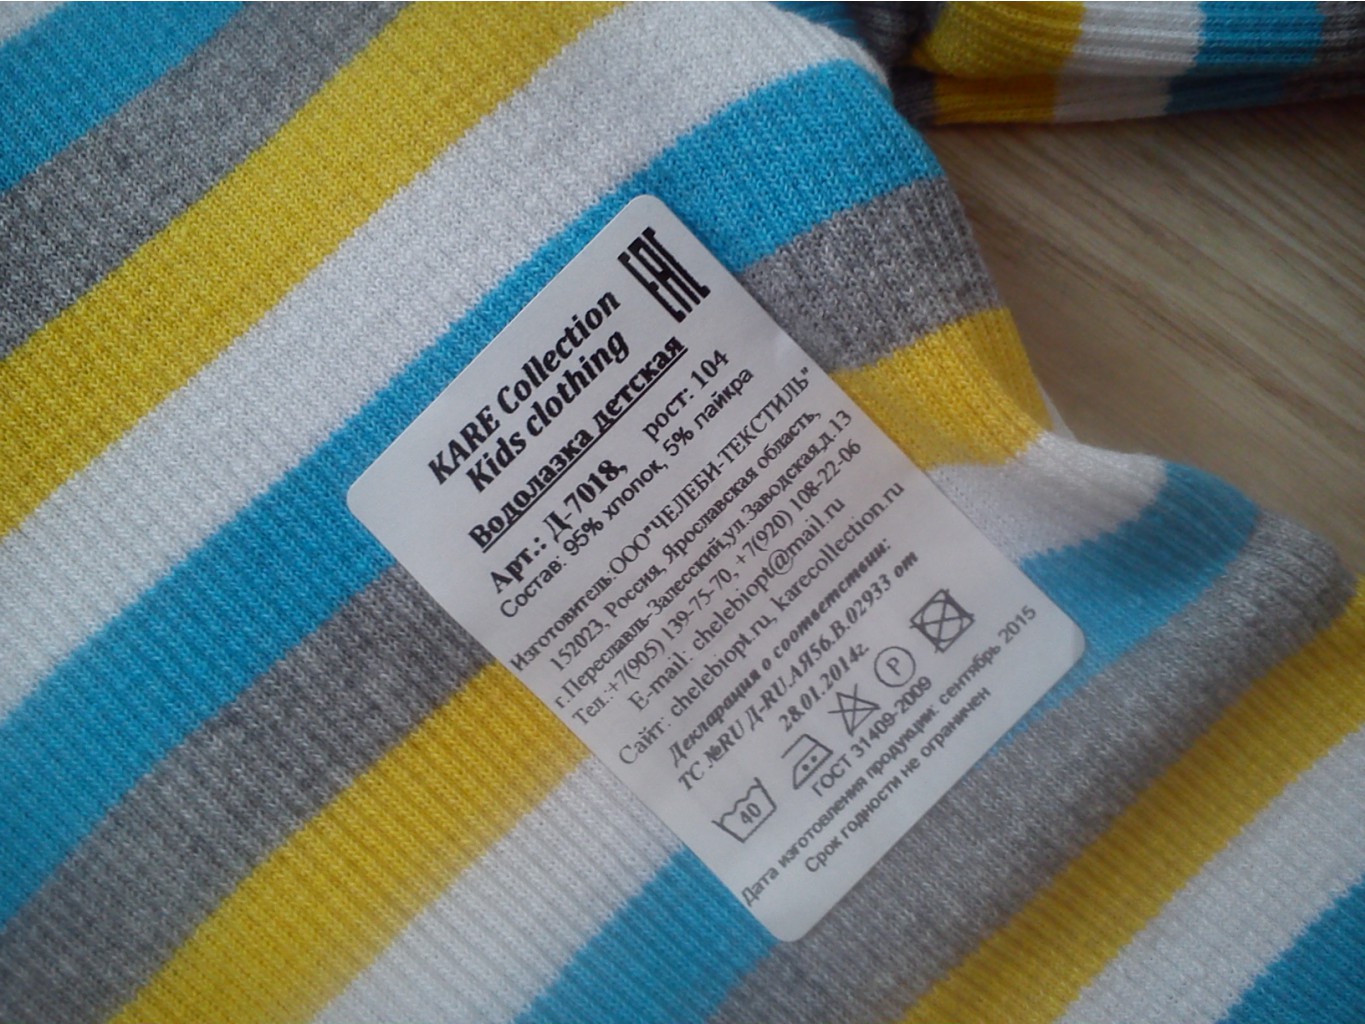 EAC
KARE Collection
Kids clothing
Водолазка детская
Арт.: Д-7018, рост: 104
Состав: 95% хлопок, 5% лайкра
Изготовитель:ООО"ЧЕЛЕБИ-ТЕКСТИЛЬ"
152023, Россия, Ярославская область,
г.Переславль-Залесский,ул.Заводская,д.13
Тел.:+7(905) 139-75-70, +7(920) 108-22-06
E-mail: chelebiopt@mail.ru
Сайт: chelebiopt.ru, karecollection.ru
Декларация о соответствии:
ТС №RU Д-RU.АЯ56.В.02933 от
28.01.2014г.
40 P
ГОСТ 31409-2009
Дата изготовления продукции: сентябрь 2015
Срок годности не ограничен